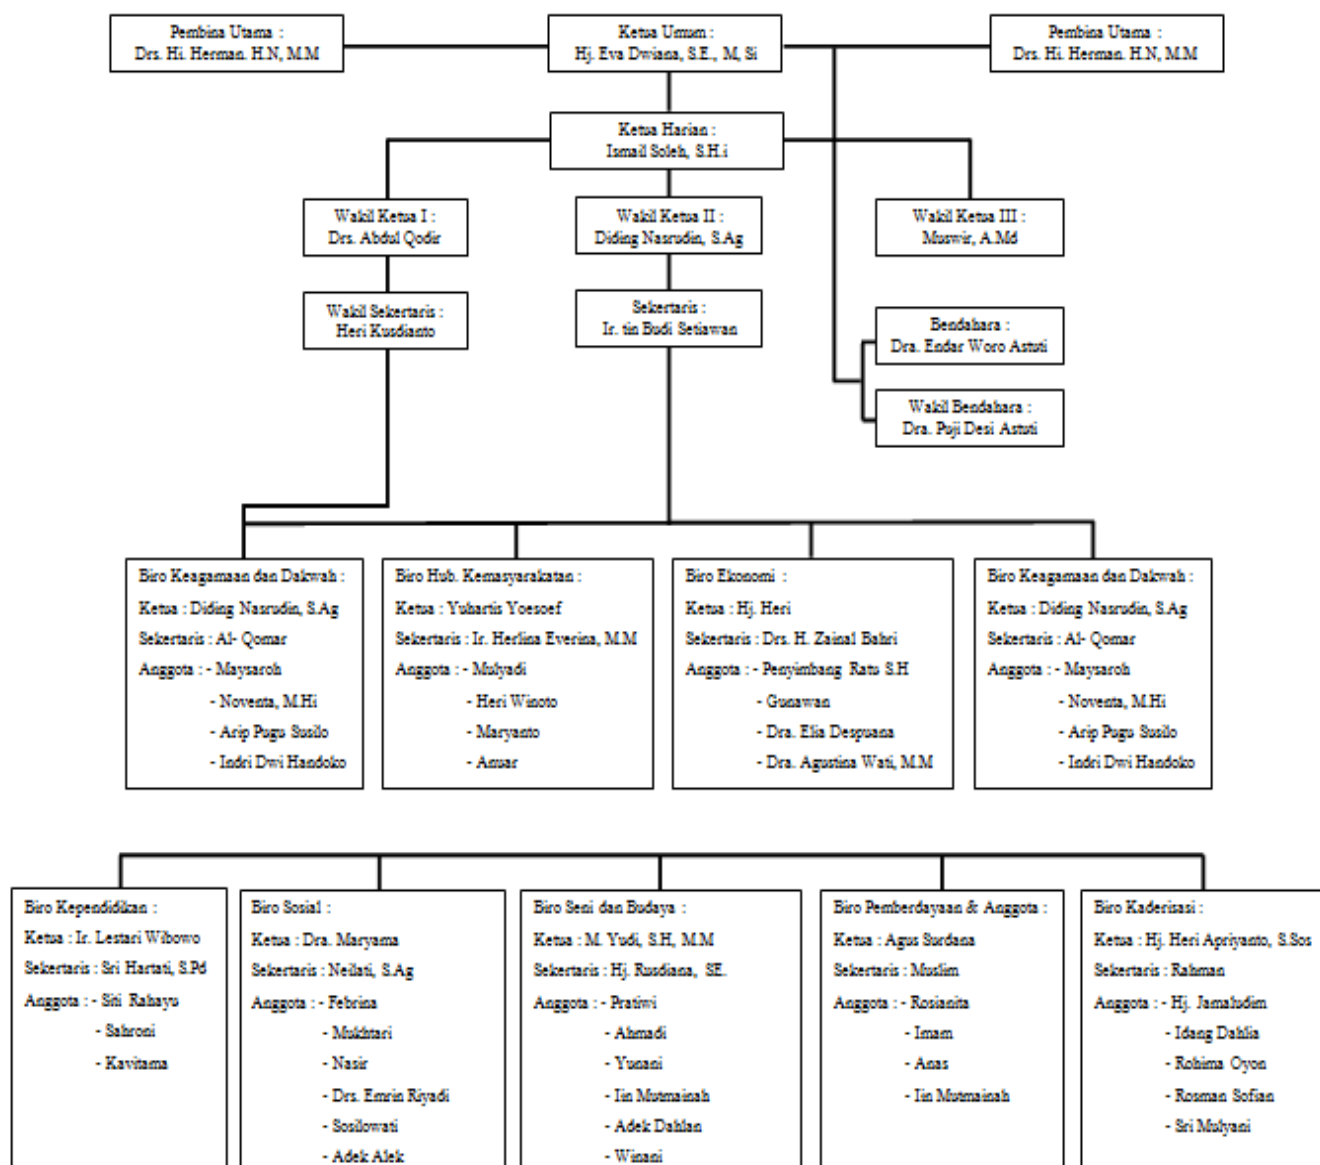 Pembina Utama :
Drs. Hi. Herman. H.N, M.M
Ketua Umum :
Hj. Eva Dwiana, S.E., M, Si
Pembina Utama :
Drs. Hi. Herman. H.N, M.M
Ketua Harian :
Ismail Soleh, S.H.i
Wakil Ketua I :
Drs. Abdul Qodir
Wakil Ketua II :
Diding Nasrudin, S.Ag
Wakil Ketua III :
Muswir, A.Md
Wakil Sekertaris :
Heri Kusdianto
Sekertaris :
Ir. tin Budi Setiawan
Bendahara :
Dra. Endar Woro Astuti
Wakil Bendahara :
Dra. Puji Desi Astuti
Biro Keagamaan dan Dakwah :
Ketua : Diding Nasrudin, S.Ag
Sekertaris : Al- Qomar
Anggota : - Maysaroh
- Noventa, M.Hi
- Arip Pugu Susilo
- Indri Dwi Handoko
Biro Hub. Kemasyarakatan :
Ketua : Yuhartis Yoesoef
Sekertaris : Ir. Herlina Everina, M.M
Anggota : - Mulyadi
- Heri Winoto
- Maryanto
- Anuar
Biro Ekonomi :
Ketua : Hj. Heri
Sekertaris : Drs. H. Zainal Bahri
Anggota : - Penyimbang Ratu S.H
- Gunawan
- Dra. Elia Despuana
- Dra. Agustina Wati, M.M
Biro Keagamaan dan Dakwah :
Ketua : Diding Nasrudin, S.Ag
Sekertaris : Al- Qomar
Anggota : - Maysaroh
- Noventa, M.Hi
- Arip Pugu Susilo
- Indri Dwi Handoko
Biro Kependidikan :
Ketua : Ir. Lestari Wibowo
Sekertaris : Sri Hartati, S.Pd
Anggota : - Siti Rahayu
- Sahroni
- Kavitama
Biro Sosial :
Ketua : Dra. Maryama
Sekertaris : Neilati, S.Ag
Anggota : - Febrina
- Mukhtari
- Nasir
- Drs. Emrin Riyadi
- Sosilowati
- Adek Alek
Biro Seni dan Budaya :
Ketua : M. Yudi, S.H, M.M
Sekertaris : Hj. Rusdiana, SE.
Anggota : - Pratiwi
- Ahmadi
- Yunani
- Iin Mutmainah
- Adek Dahlan
- Winani
Biro Pemberdayaan & Anggota :
Ketua : Agus Surdana
Sekertaris : Muslim
Anggota : - Rosianita
- Imam
- Anas
- Iin Mutmainah
Biro Kaderisasi :
Ketua : Hj. Heri Apriyanto, S.Sos
Sekertaris : Rahman
Anggota : - Hj. Jamaludim
- Idang Dahlia
- Rohima Oyon
- Rosman Sofian
- Sri Mulyani